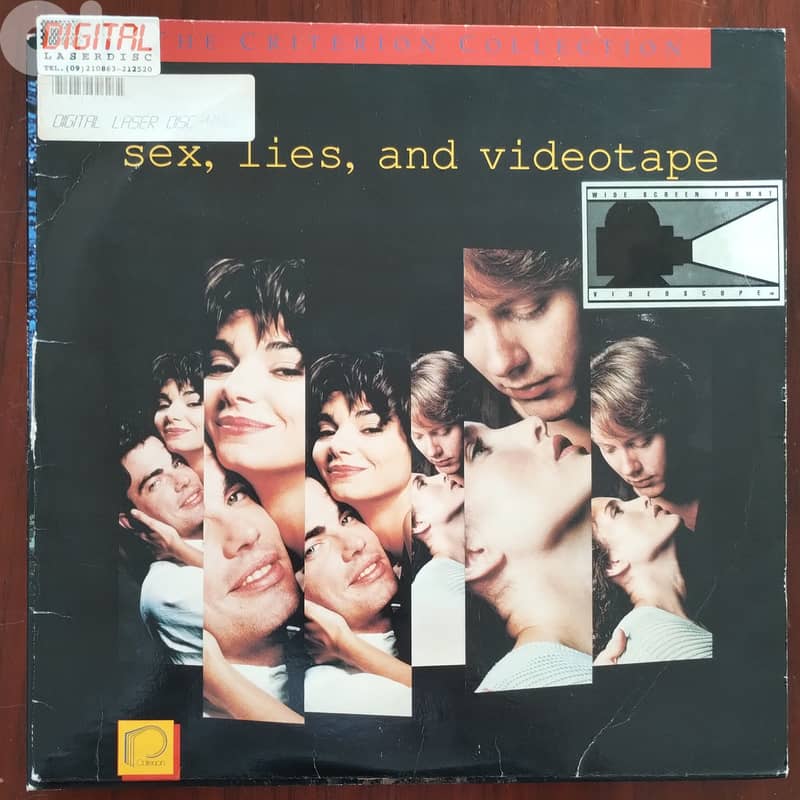 DIGITAL
LASERDISC
TEL.(09)210863-212520
THE CRITERION COLLECTION
DIGITAL LASER DISC
sex, lies, and videotape
WIDE SCREEN FORMAT
VIDEOSCOPE
Criterion